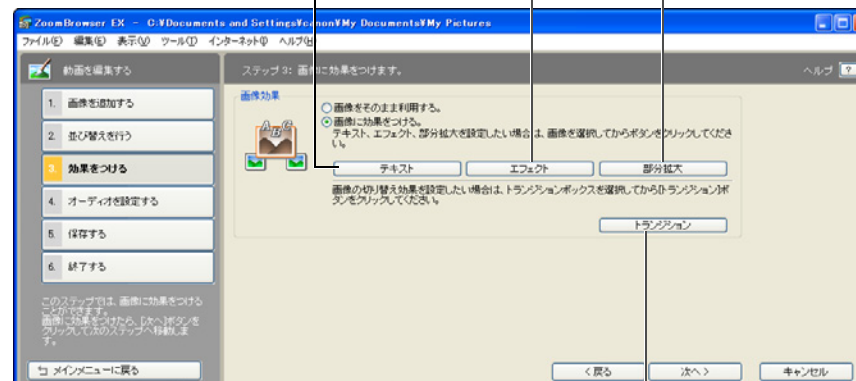 ZoomBrowser EX - C:¥Documents and Settings¥canon¥My Documents¥My Pictures
ファイル(F) 編集(E) 表示(V) ツール(T) インターネット(I) ヘルプ(H)
動画を編集する
ステップ 3: 画像に効果をつけます。
ヘルプ ?
1. 画像を追加する
2. 並び替えを行う
3. 効果をつける
4. オーディオを設定する
5. 保存する
6. 終了する
このステップでは、画像に効果をつける
ことができます。
画像に効果をつけたら、[次へ]ボタンを
クリックして次のステップへ移動しま
す。
メインメニューに戻る
画像効果
画像をそのまま利用する。
画像に効果をつける。
テキスト、エフェクト、部分拡大を設定したい場合は、画像を選択してからボタンをクリックしてくださ
い。
ABC
テキスト
エフェクト
部分拡大
画像の切り替え効果を設定したい場合は、トランジションボックスを選択してから[トランジション]ボ
タンをクリックしてください。
トランジション
< 戻る
次へ >
キャンセル